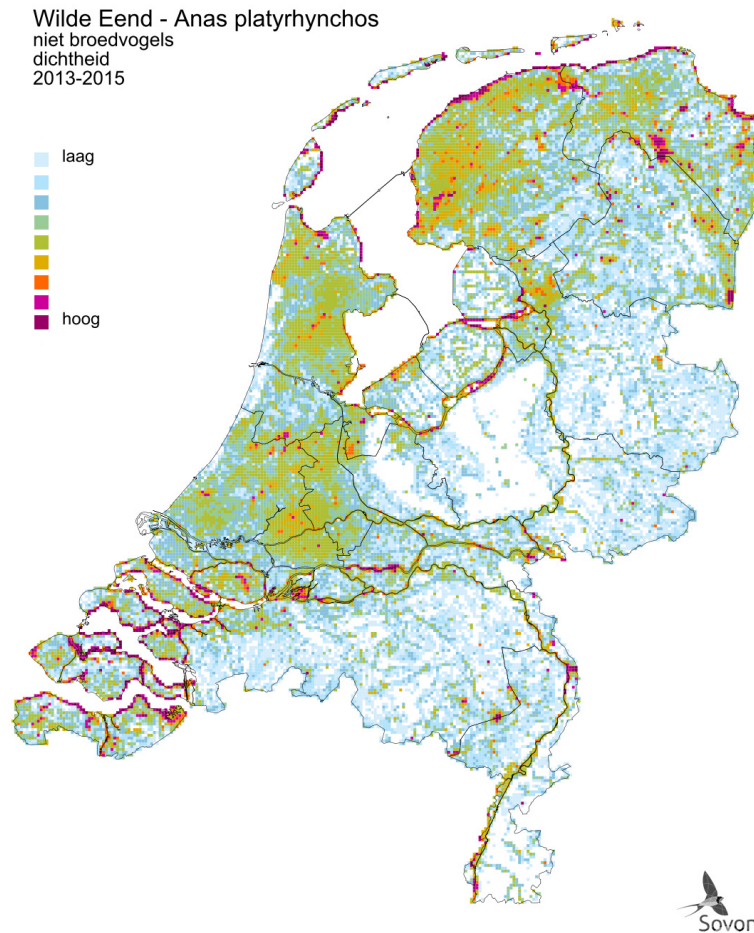 Wilde Eend - Anas platyrhynchos
niet broedvogels
dichtheid
2013-2015
laag
hoog
Sovon